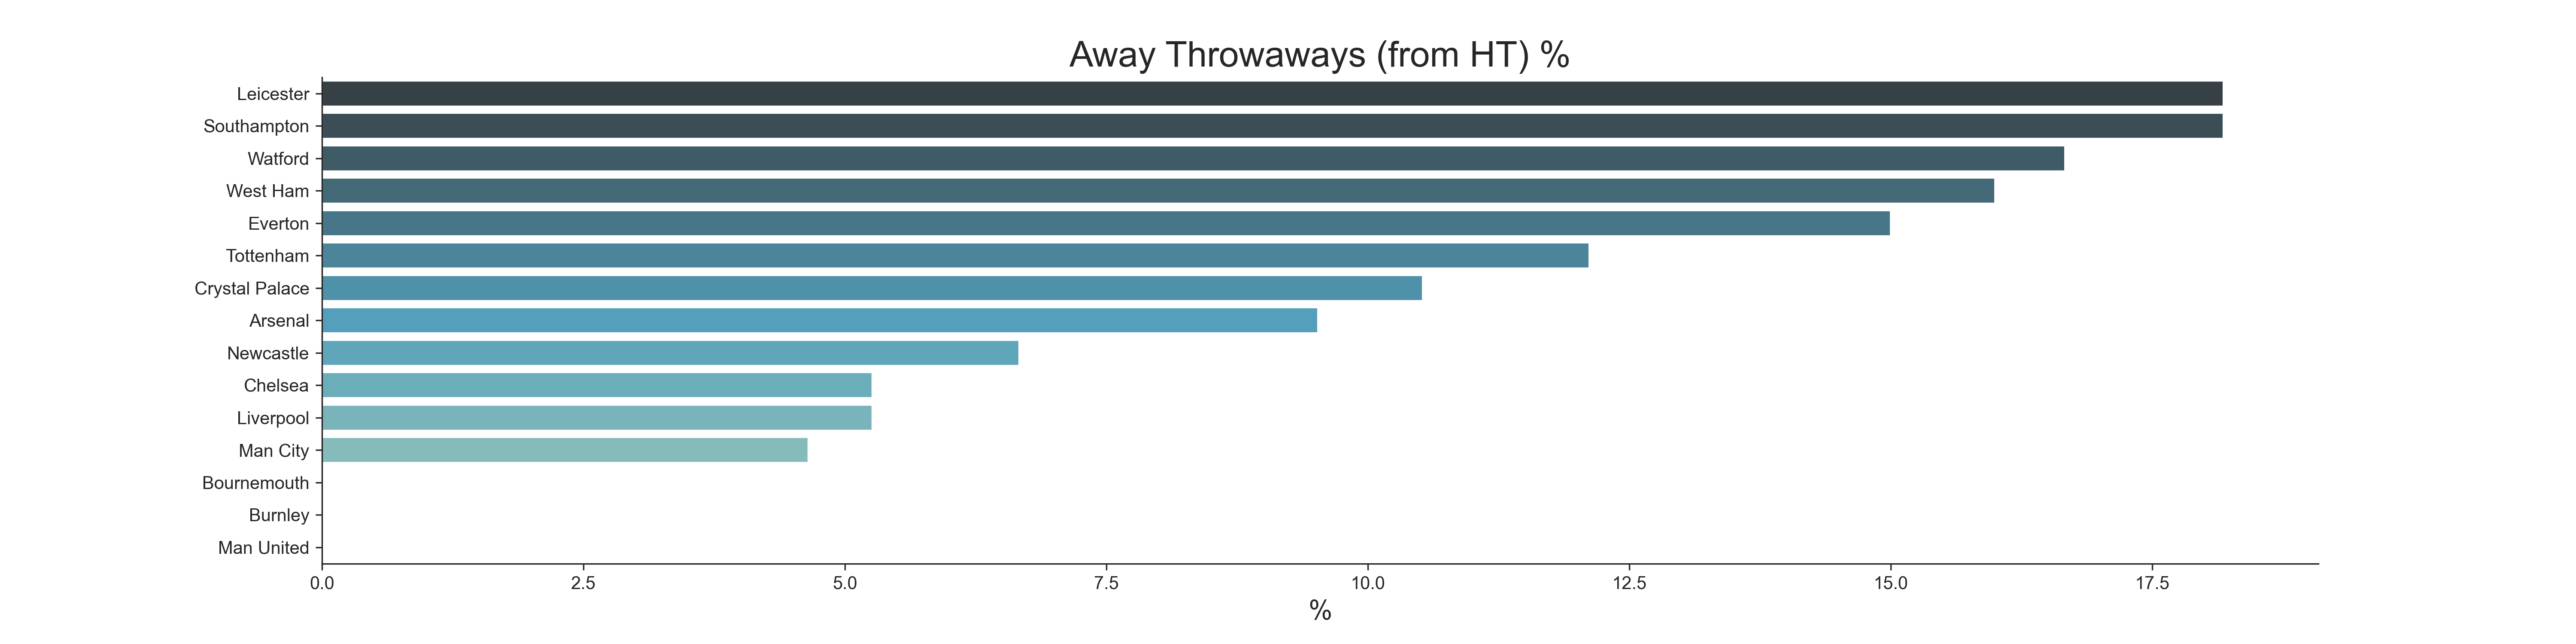 Away Throwaways (from HT) %
Leicester
Southampton
Watford
West Ham
Everton
Tottenham
Crystal Palace
Arsenal
Newcastle
Chelsea
Liverpool
Man City
Bournemouth
Burnley
Man United
0.0 2.5 5.0 7.5 10.0 12.5 15.0 17.5
%